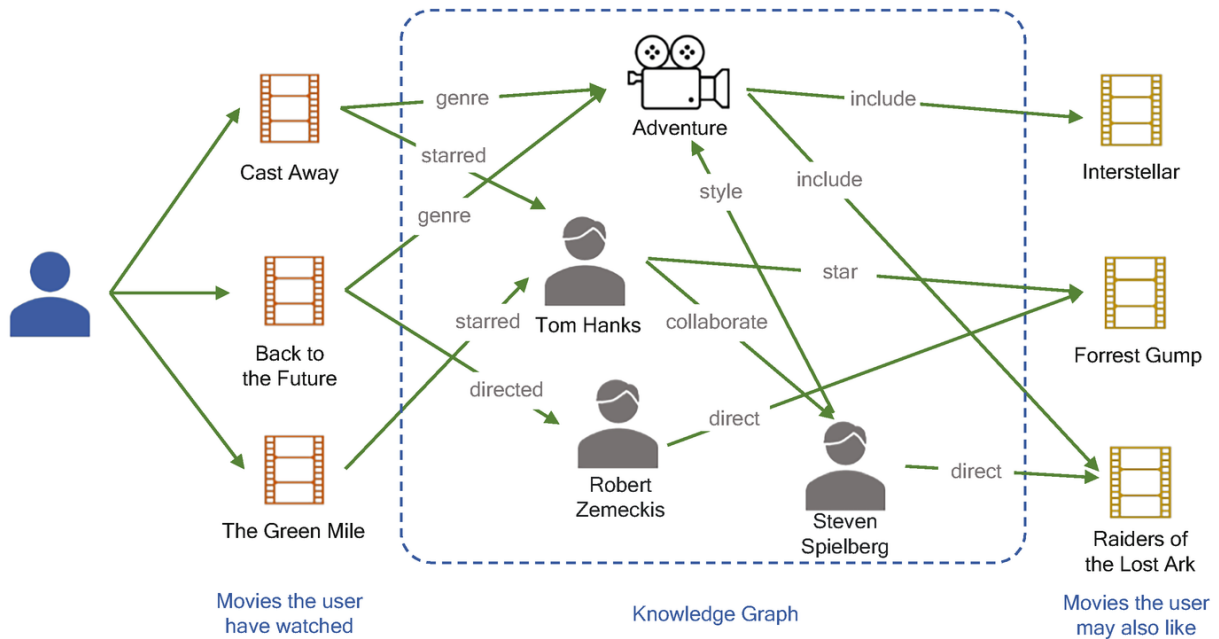 genre
include
Adventure
starred
Cast Away
style
include
Interstellar
genre
star
starred
Tom Hanks
collaborate
Back to
the Future
Forrest Gump
directed
direct
direct
Robert
Zemeckis
The Green Mile
Steven
Spielberg
Raiders of
the Lost Ark
Movies the user
have watched
Knowledge Graph
Movies the user
may also like